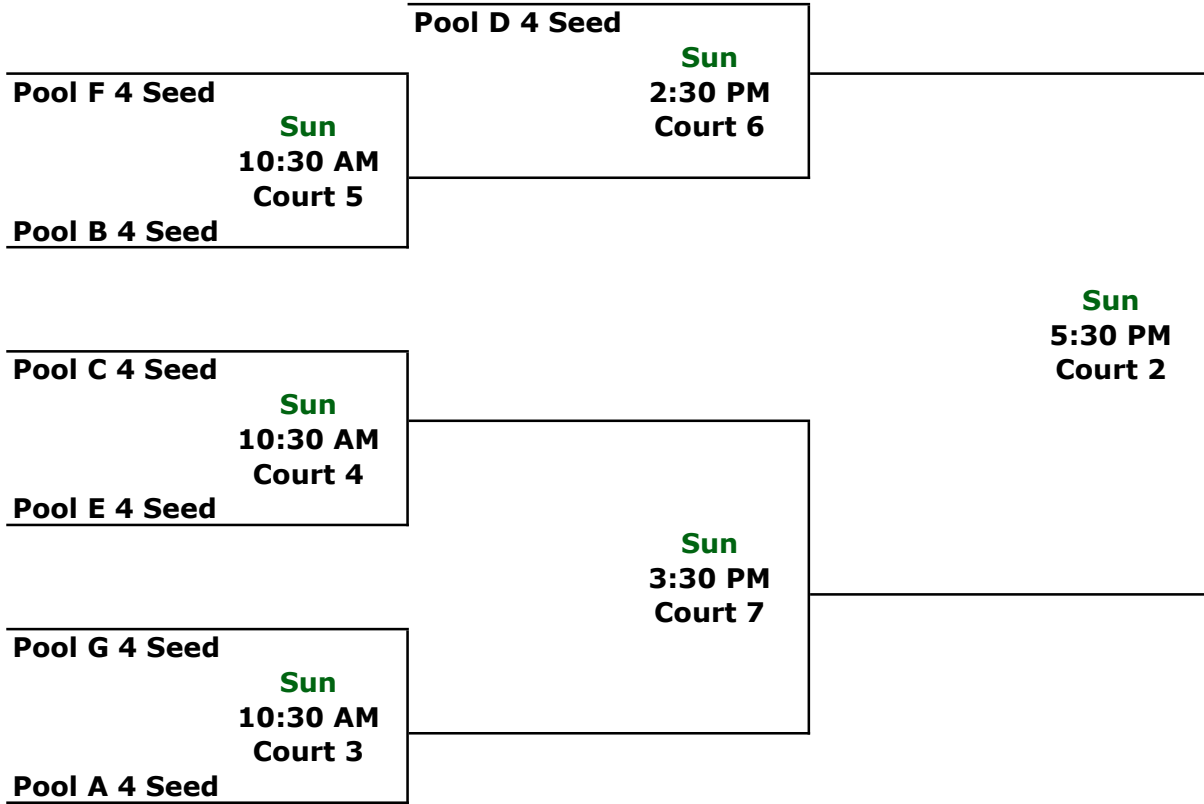 Pool D 4 Seed
Sun
2:30 PM
Court 6
Pool F 4 Seed
Sun
10:30 AM
Court 5
Pool B 4 Seed
Sun
5:30 PM
Court 2
Pool C 4 Seed
Sun
10:30 AM
Court 4
Pool E 4 Seed
Sun
3:30 PM
Court 7
Pool G 4 Seed
Sun
10:30 AM
Court 3
Pool A 4 Seed